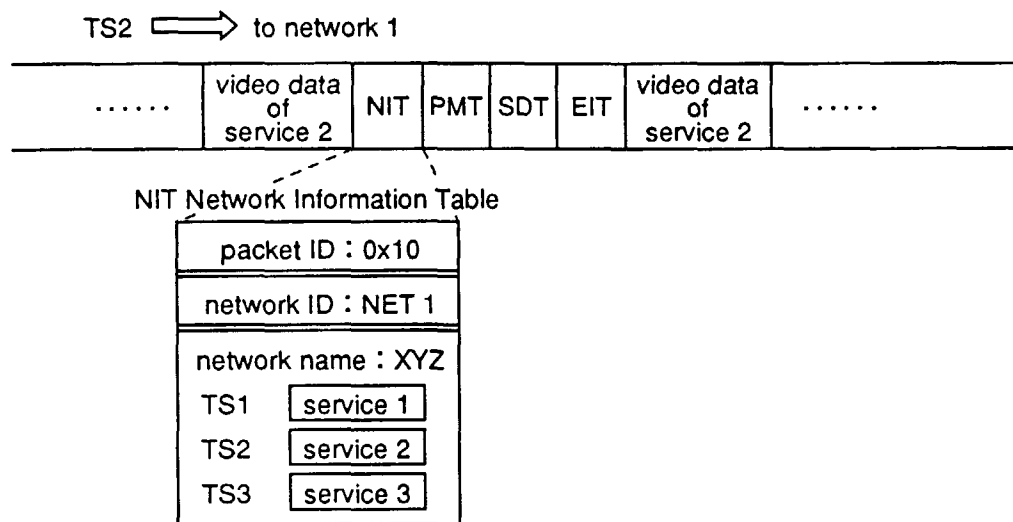 TS2 to network 1
...... video data of service 2 NIT PMT SDT EIT video data of service 2 ......
NIT Network Information Table
packet ID : 0x10
network ID : NET 1
network name : XYZ
TS1 service 1
TS2 service 2
TS3 service 3